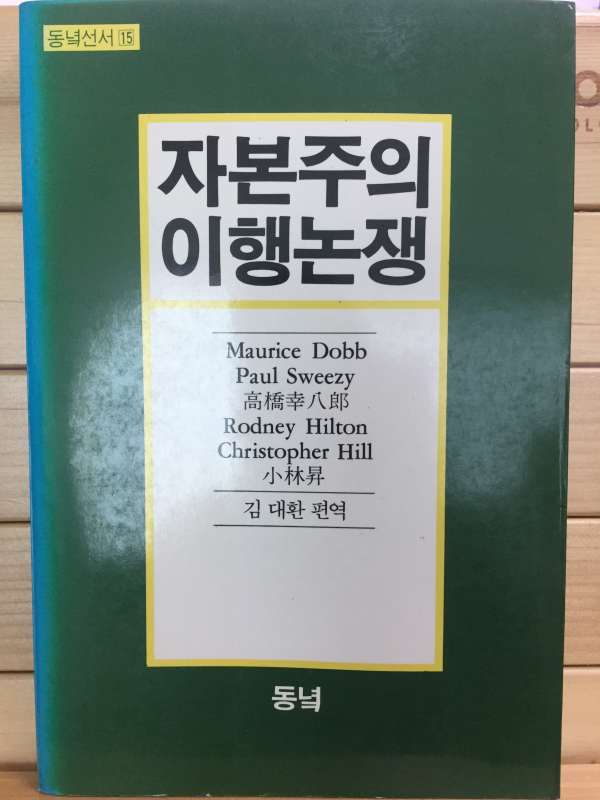 동녘선서 15
자본주의
이행논쟁
Maurice Dobb
Paul Sweezy
高橋幸八郎
Rodney Hilton
Christopher Hill
小林昇
김 대환 편역
동녘